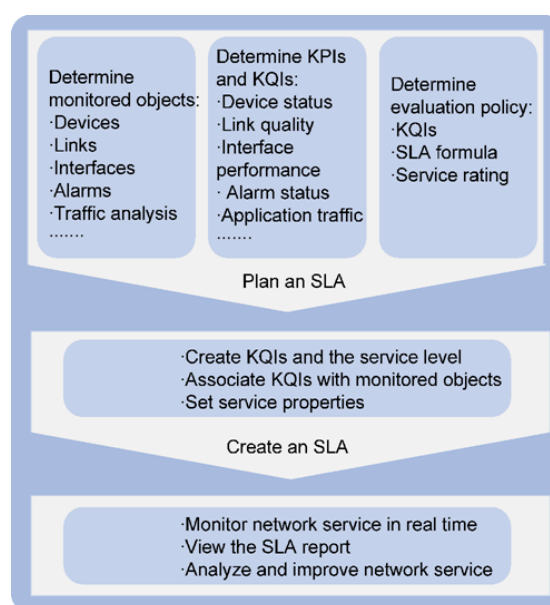 Determine
monitored objects:
·Devices
·Links
·Interfaces
·Alarms
·Traffic analysis
.......
Determine KPIs
and KQIs:
·Device status
·Link quality
·Interface
performance
· Alarm status
·Application traffic
.......
Determine
evaluation policy:
·KQIs
·SLA formula
·Service rating
Plan an SLA
·Create KQIs and the service level
·Associate KQIs with monitored objects
·Set service properties
Create an SLA
·Monitor network service in real time
·View the SLA report
·Analyze and improve network service